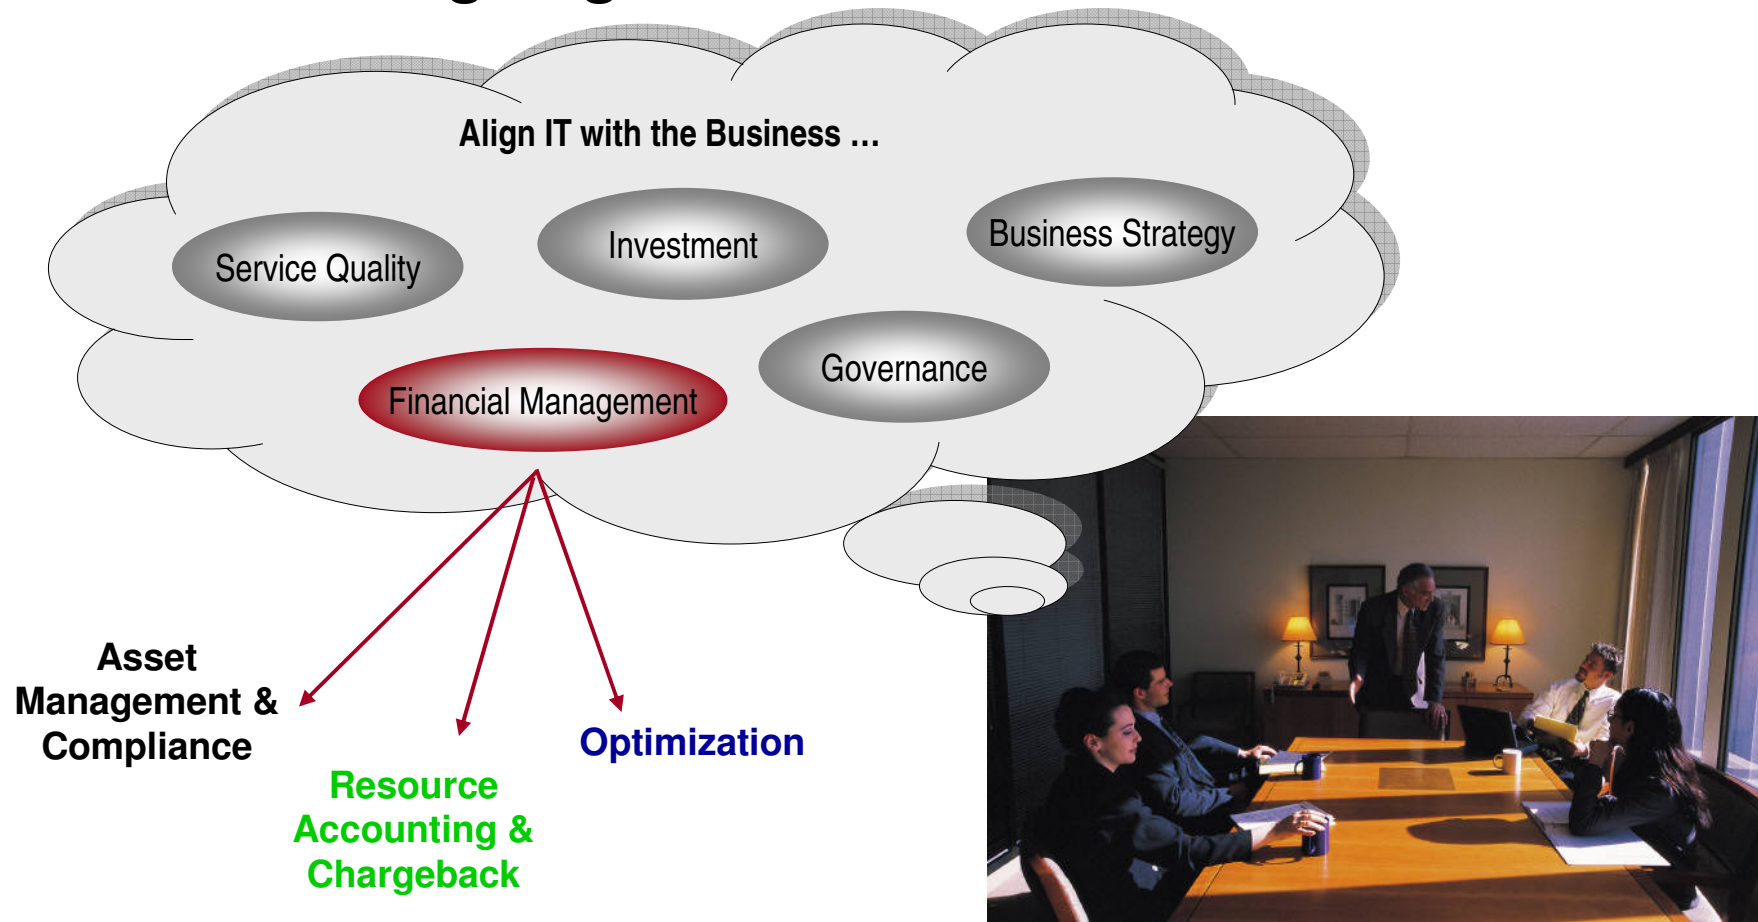 Align IT with the Business …
Service Quality
Investment
Business Strategy
Financial Management
Governance
Asset
Management &
Compliance
Resource
Accounting &
Chargeback
Optimization